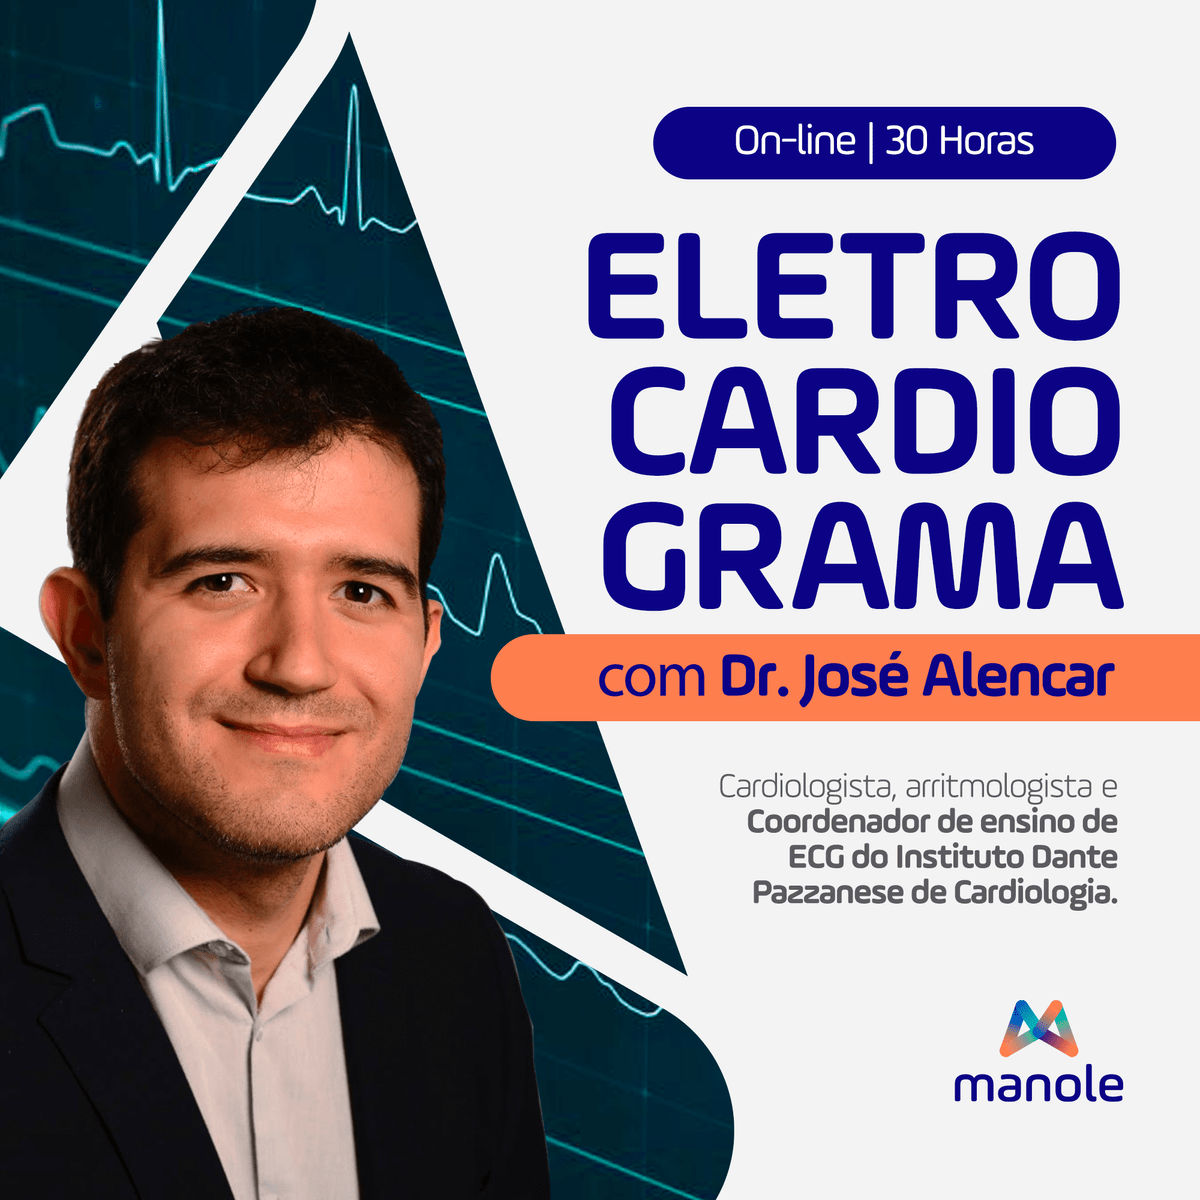 On-line | 30 Horas
ELETRO
CARDIO
GRAMA
com Dr. José Alencar
Cardiologista, arritmologista e
Coordenador de ensino de
ECG do Instituto Dante
Pazzanese de Cardiologia.
manole